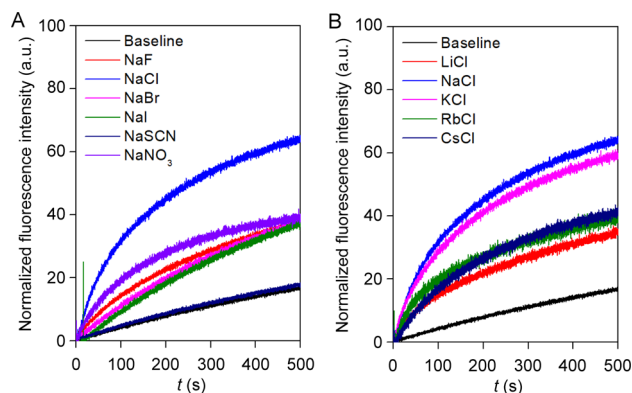 A
Normalized fluorescence intensity (a.u.)
100
80
60
40
20
0
Baseline
NaF
NaCl
NaBr
NaI
NaSCN
NaNO₃
0 100 200 300 400 500
t (s)
B
Normalized fluorescence intensity (a.u.)
100
80
60
40
20
0
Baseline
LiCl
NaCl
KCl
RbCl
CsCl
0 100 200 300 400 500
t (s)